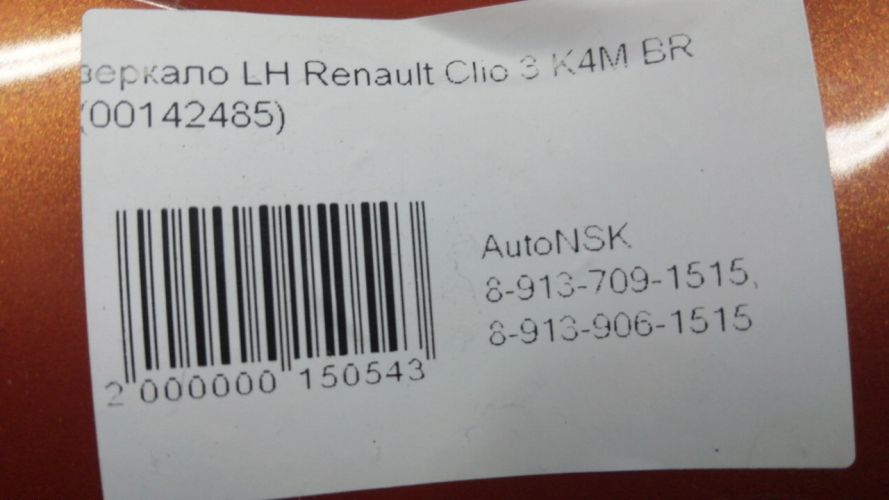 зеркало LH Renault Clio 3 K4M BR
(00142485)
AutoNSK
8-913-709-1515,
8-913-906-1515
2 000000 150543